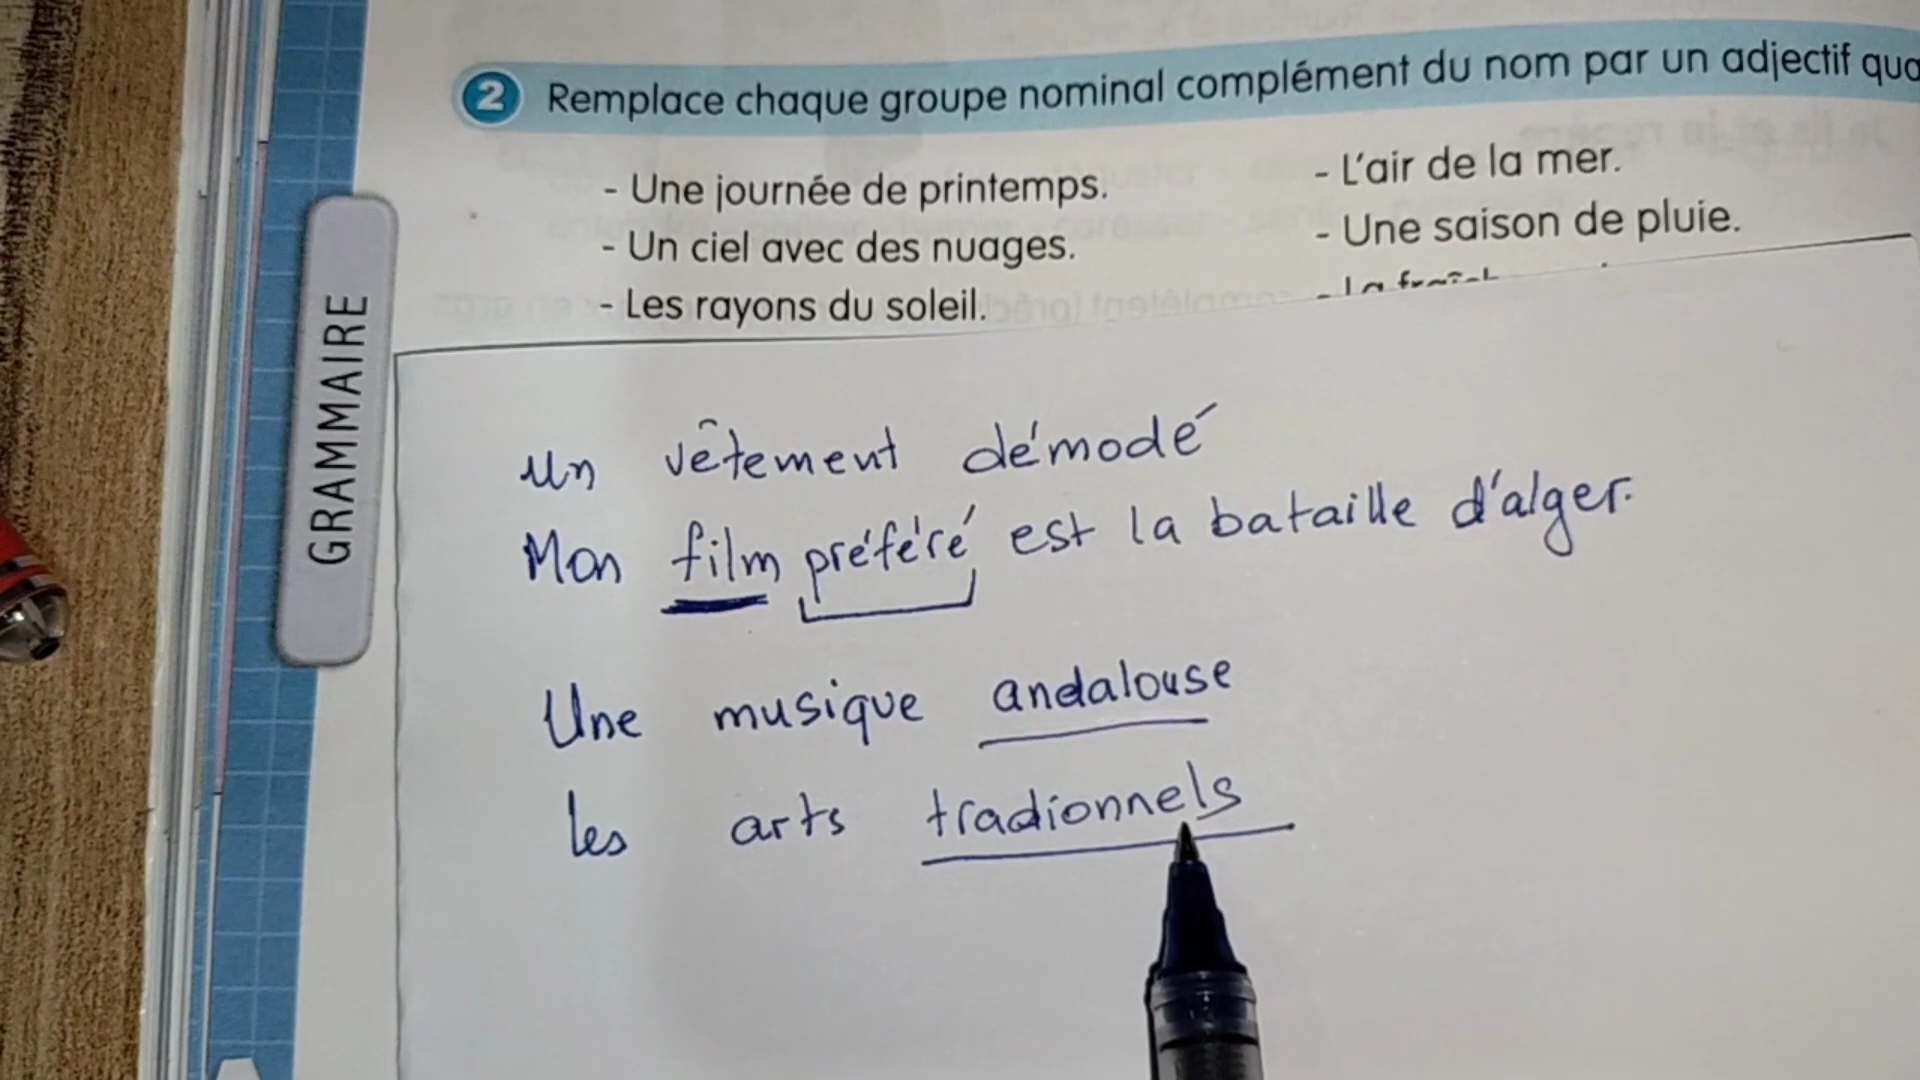 2 Remplace chaque groupe nominal complément du nom par un adjectif qua
- Une journée de printemps.
- Un ciel avec des nuages.
- Les rayons du soleil.
- L'air de la mer.
- Une saison de pluie.
- La
GRAMMAIRE
Un vêtement démodé
Mon film préféré est la bataille d'alger.
Une musique andalouse
les arts tradionnels